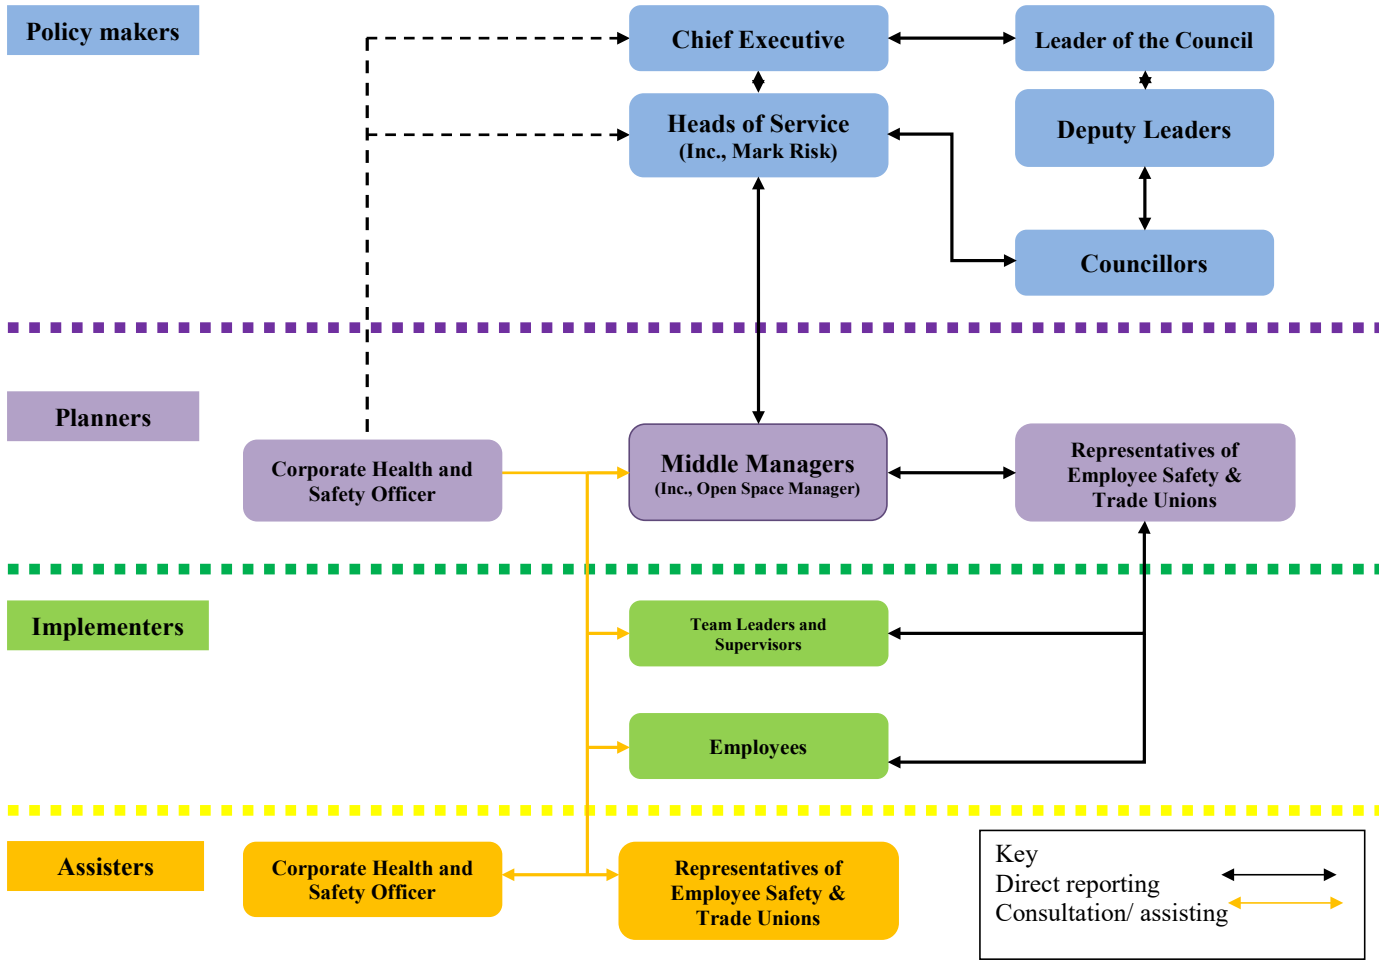 Policy makers
Chief Executive
Leader of the Council
Heads of Service
(Inc., Mark Risk)
Deputy Leaders
Councillors
Planners
Corporate Health and
Safety Officer
Middle Managers
(Inc., Open Space Manager)
Representatives of
Employee Safety &
Trade Unions
Implementers
Team Leaders and
Supervisors
Employees
Assisters
Corporate Health and
Safety Officer
Representatives of
Employee Safety &
Trade Unions
Key
Direct reporting
Consultation/ assisting